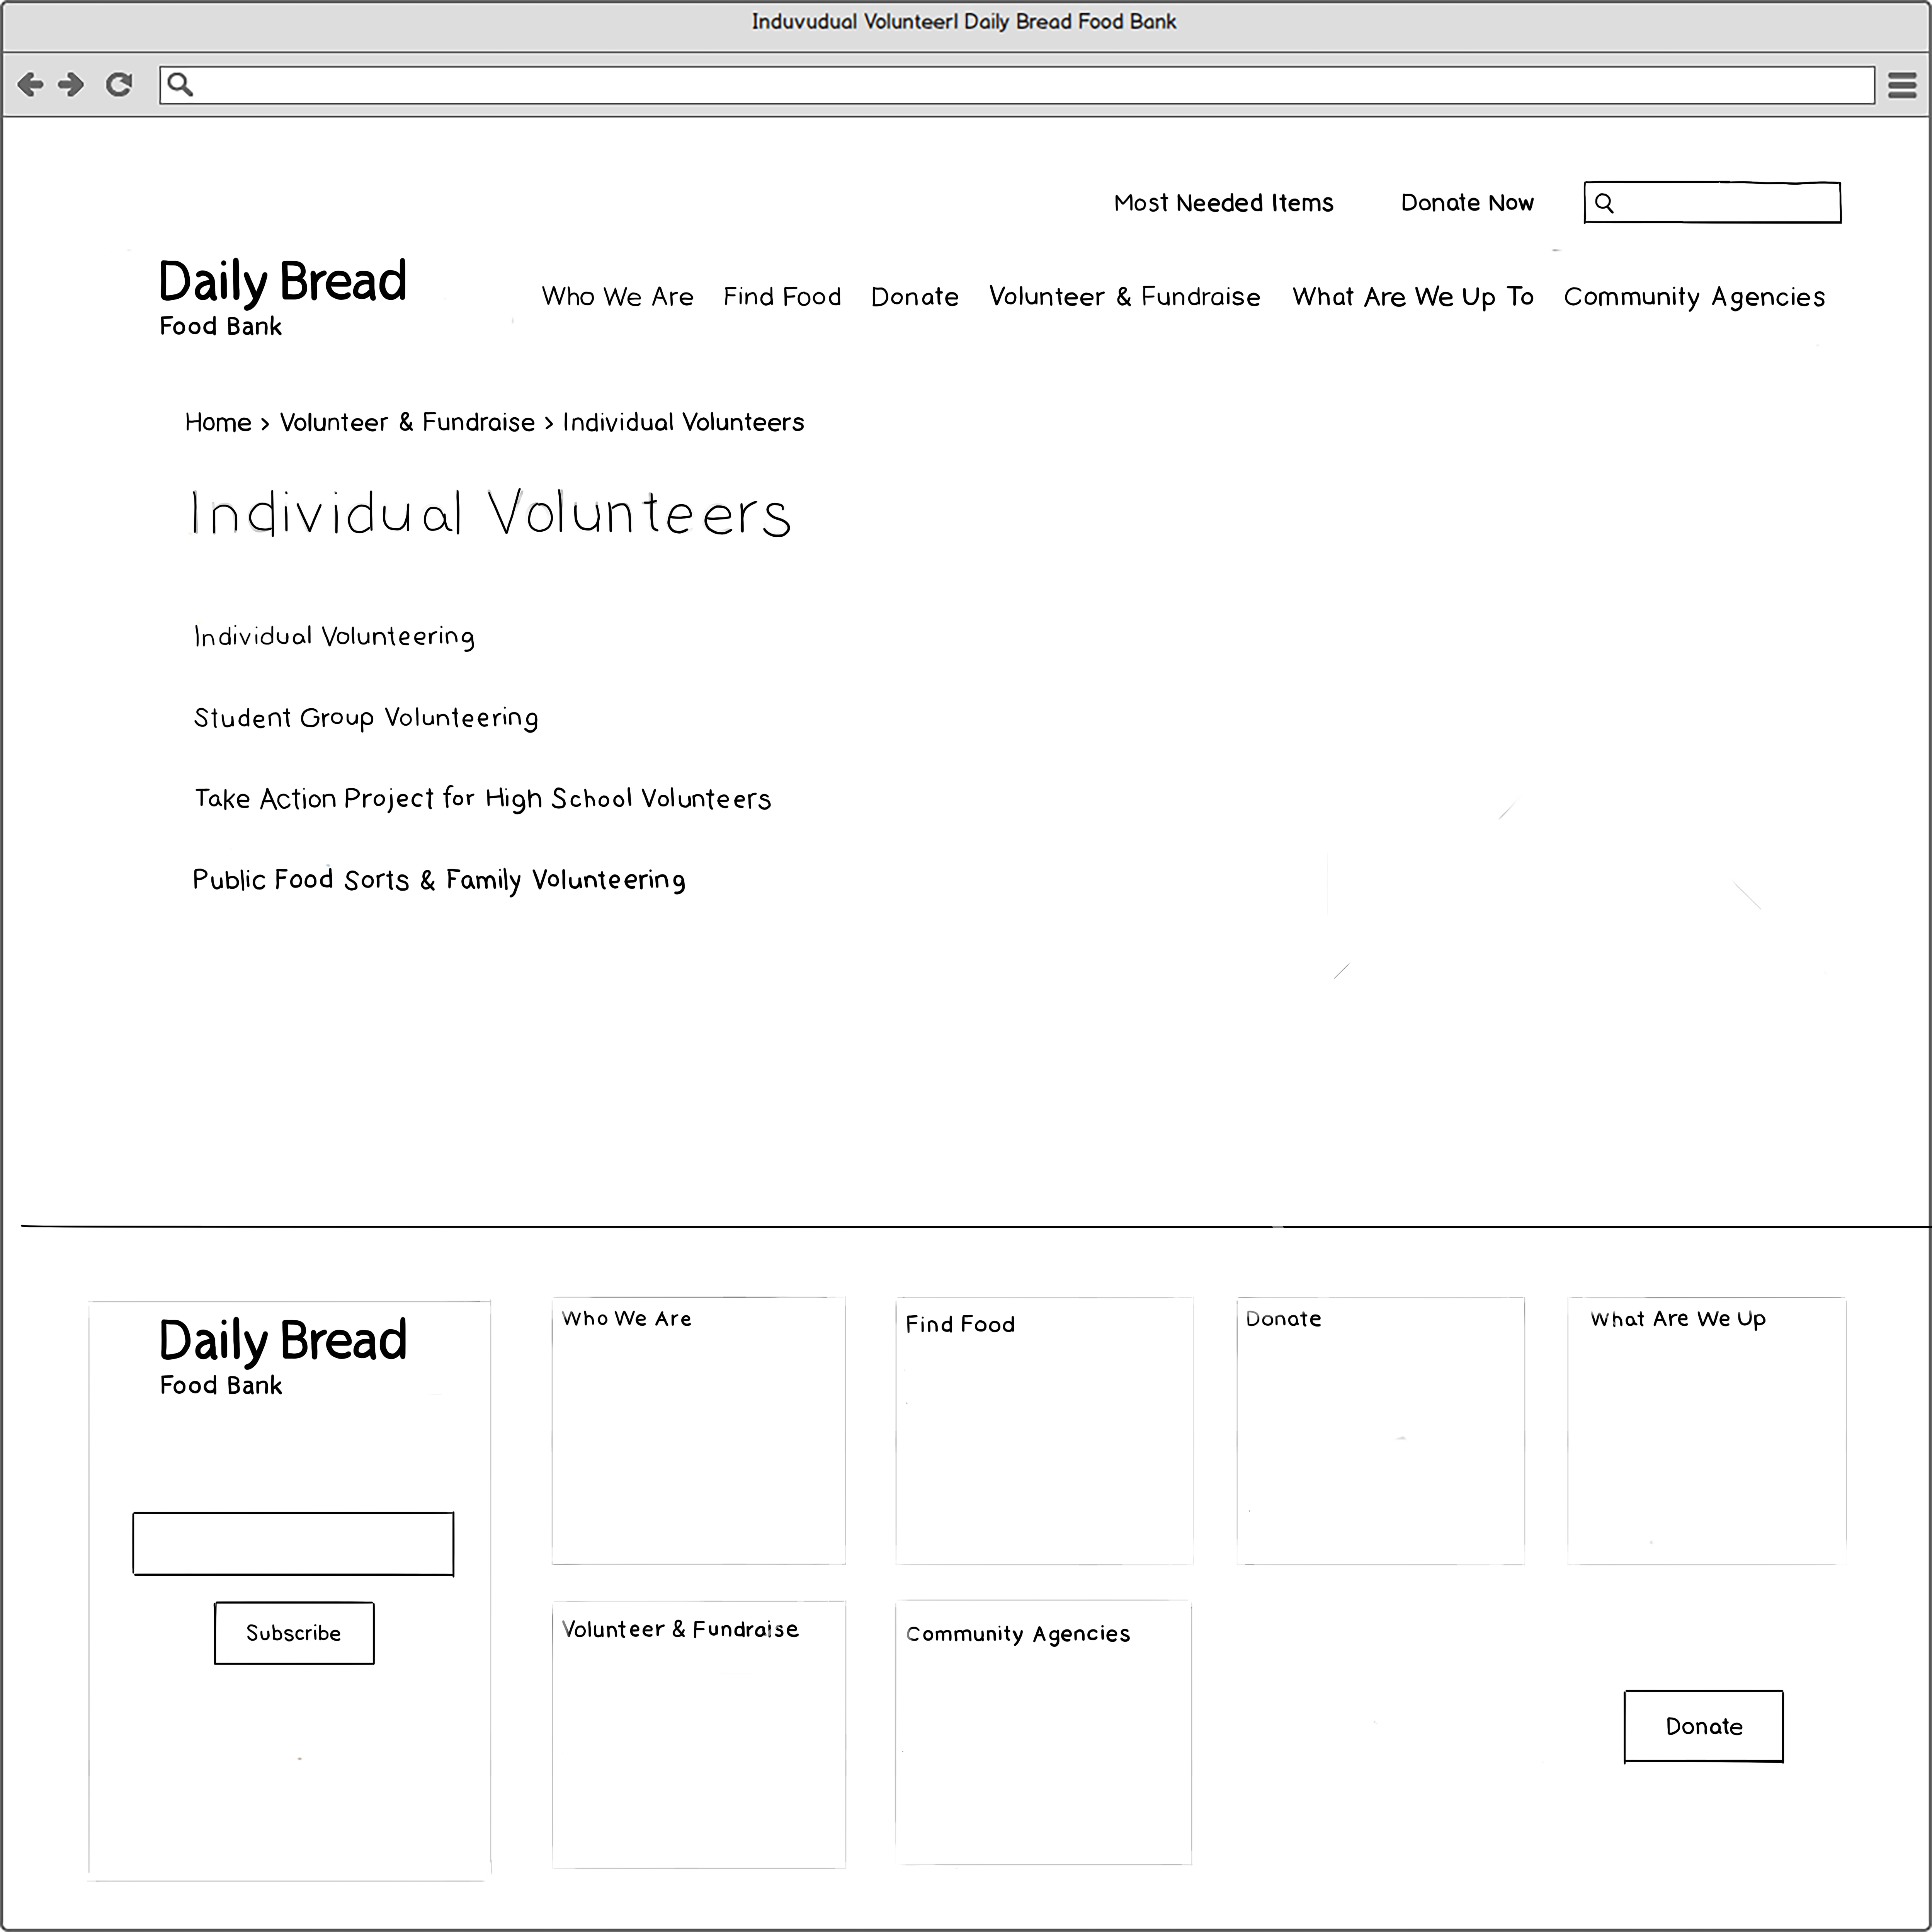 Induvudual Volunteerl Daily Bread Food Bank
Most Needed Items Donate Now
Daily Bread
Food Bank
Who We Are Find Food Donate Volunteer & Fundraise What Are We Up To Community Agencies
Home > Volunteer & Fundraise > Individual Volunteers
Individual Volunteers
Individual Volunteering
Student Group Volunteering
Take Action Project for High School Volunteers
Public Food Sorts & Family Volunteering
Daily Bread
Food Bank
Subscribe
Who We Are
Find Food
Donate
What Are We Up
Volunteer & Fundraise
Community Agencies
Donate